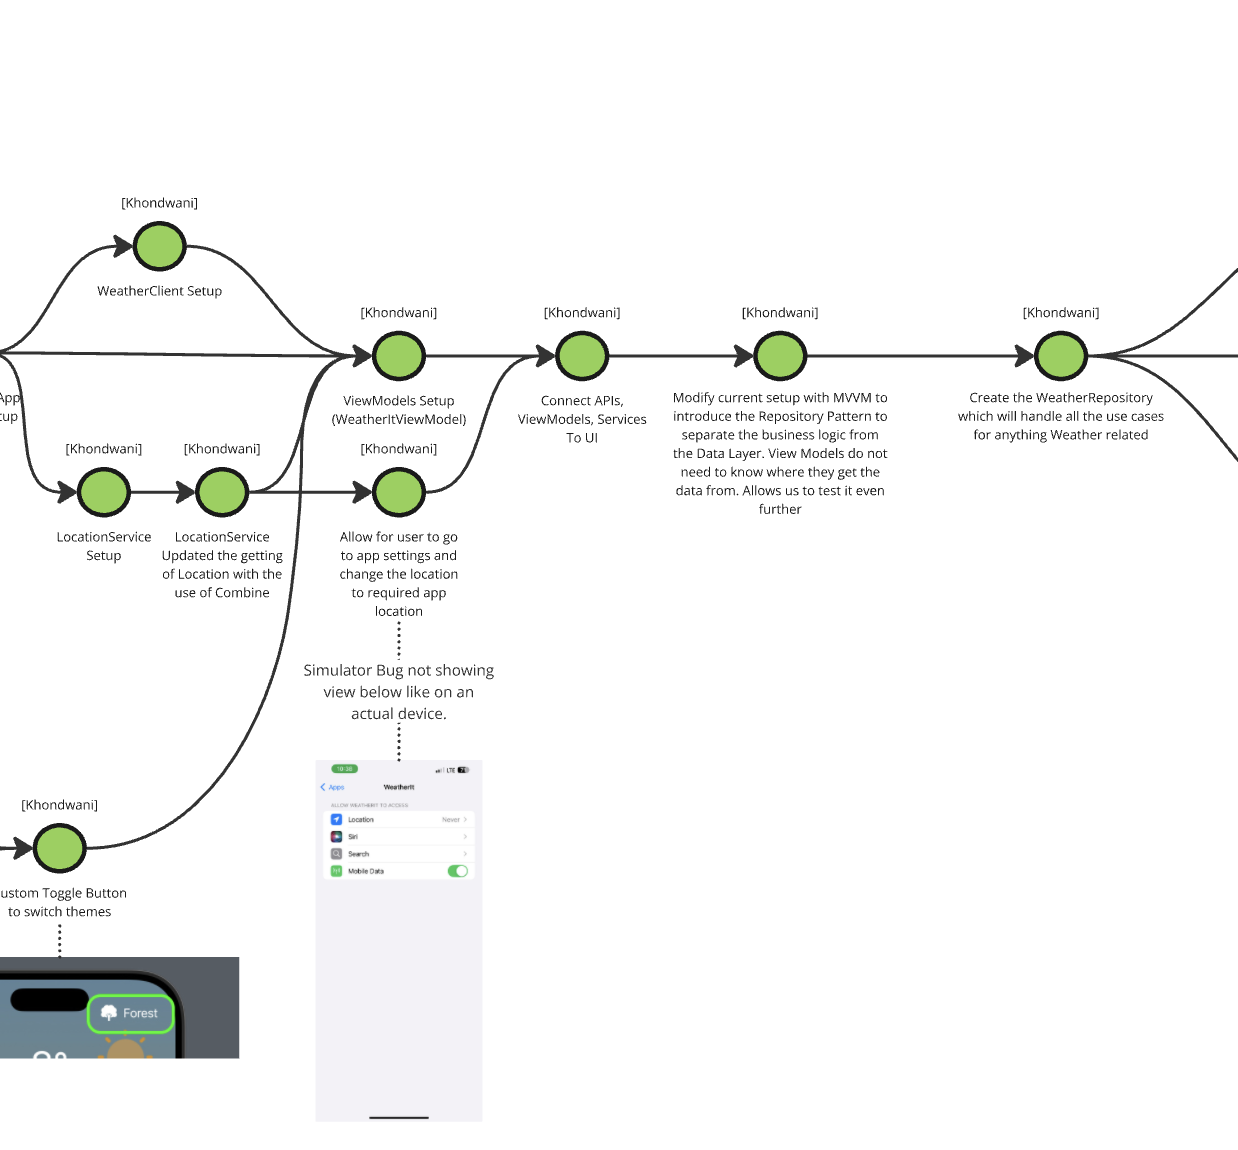 [Khondwani]
WeatherClient Setup
[Khondwani]
ViewModels Setup
(WeatherItViewModel)
[Khondwani]
Connect APIs,
ViewModels, Services
To UI
[Khondwani]
Modify current setup with MVVM to
introduce the Repository Pattern to
separate the business logic from
the Data Layer. View Models do not
need to know where they get the
data from. Allows us to test it even
further
[Khondwani]
Create the WeatherRepository
which will handle all the use cases
for anything Weather related
App
tup
[Khondwani]
LocationService
Setup
[Khondwani]
LocationService
Updated the getting
of Location with the
use of Combine
[Khondwani]
Allow for user to go
to app settings and
change the location
to required app
location
Simulator Bug not showing
view below like on an
actual device.
10:38
LTE
Apps
WeatherIt
ALLOW WEATHERIT TO ACCESS
Location Never
Siri
Search
Mobile Data
[Khondwani]
ustom Toggle Button
to switch themes
Forest